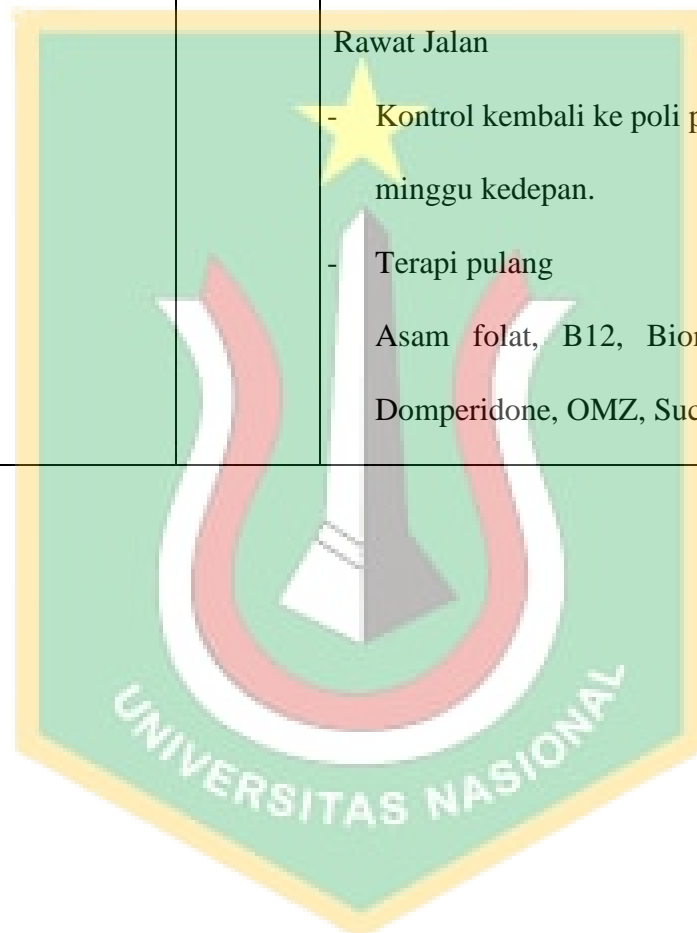 Rawat Jalan
- Kontrol kembali ke poli
minggu kedepan.
- Terapi pulang
Asam folat, B12,
Domperidone, OMZ,
UNIVERSITAS NASIONAL